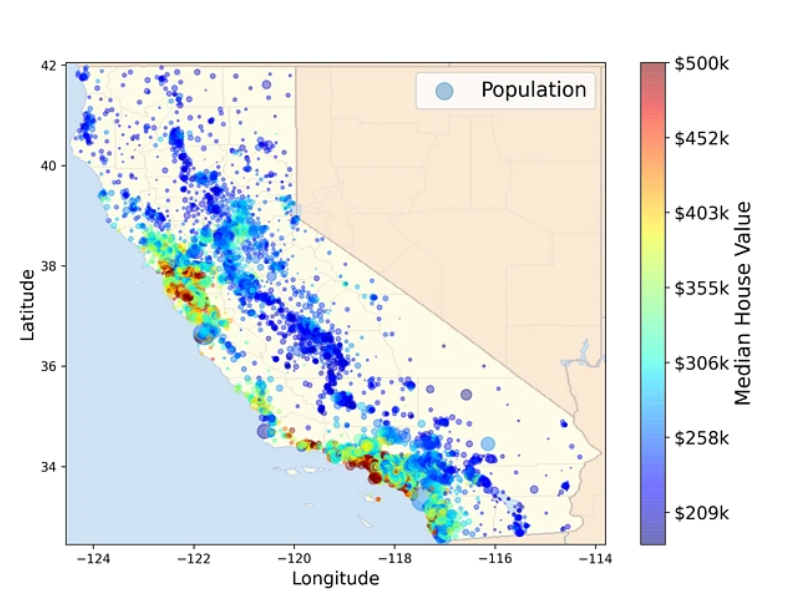 Population
42
40
38
36
34
Latitude
−124
−122
−120
−118
−116
−114
Longitude
$500k
$452k
$403k
$355k
$306k
$258k
$209k
Median House Value